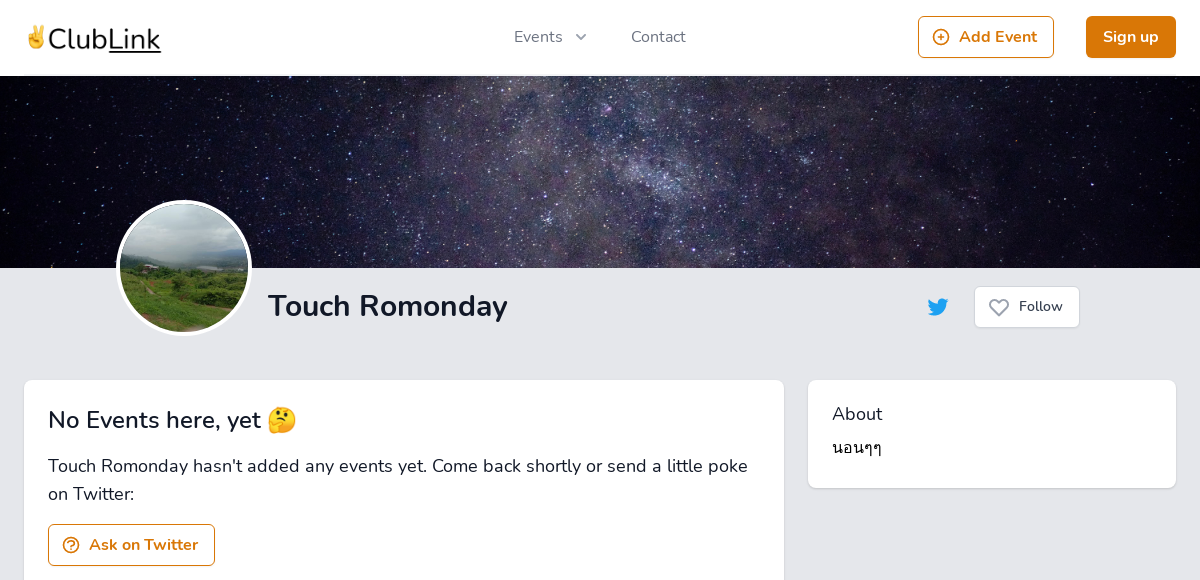 ✌️ClubLink
Events
Contact
Add Event
Sign up
Touch Romonday
Follow
No Events here, yet 🤔
Touch Romonday hasn't added any events yet. Come back shortly or send a little poke
on Twitter:
Ask on Twitter
About
นอนๆๆ